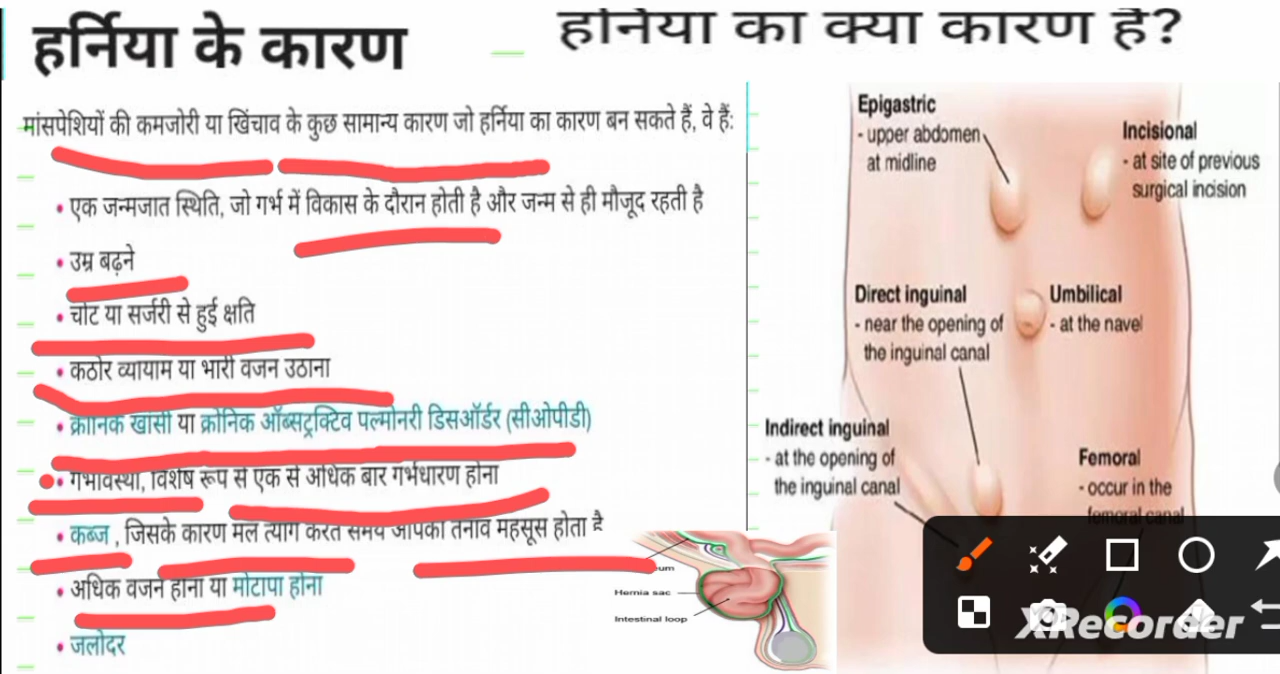 हर्निया के कारण
हर्निया का क्या कारण है?
मांसपेशियों की कमजोरी या खिंचाव के कुछ सामान्य कारण जो हर्निया का कारण बन सकते हैं, वे हैं:
• एक जन्मजात स्थिति, जो गर्भ में विकास के दौरान होती है और जन्म से ही मौजूद रहती है
• उम्र बढ़ने
• चोट या सर्जरी से हुई क्षति
• कठोर व्यायाम या भारी वजन उठाना
• क्रोनिक खांसी या क्रोनिक ऑब्सट्रक्टिव पल्मोनरी डिसऑर्डर (सीओपीडी)
• गर्भावस्था, विशेष रूप से एक से अधिक बार गर्भधारण होना
• कब्ज , जिसके कारण मल त्याग करते समय आपको तनाव महसूस होता है
• अधिक वजन होना या मोटापा होना
• जलोदर
Epigastric
- upper abdomen
at midline
Incisional
- at site of previous
surgical incision
Direct inguinal
- near the opening of
the inguinal canal
Umbilical
- at the navel
Indirect inguinal
- at the opening of
the inguinal canal
Femoral
- occur in the
femoral canal
Hernia sac
Intestinal loop
XRecorder